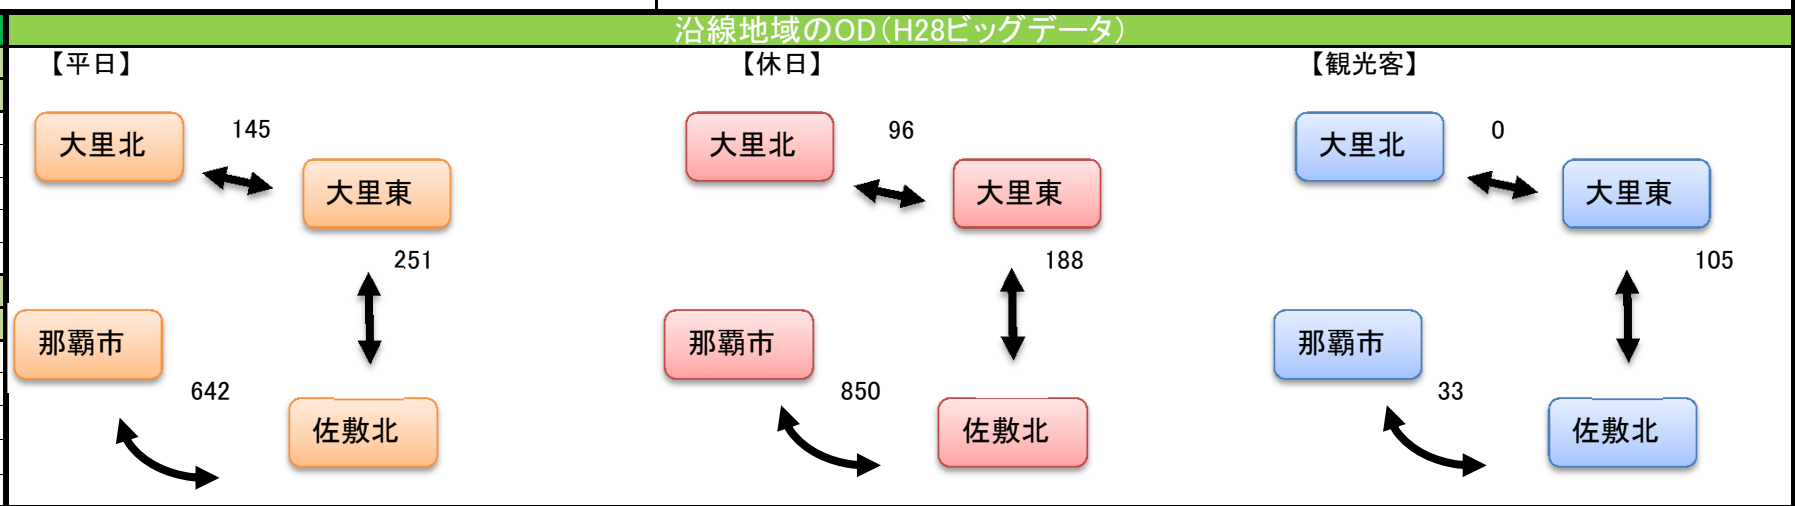 沿線地域のOD（H28ビッグデータ）
【平日】
大里北
145
大里東
251
那覇市
642
佐敷北
【休日】
大里北
96
大里東
188
那覇市
850
佐敷北
【観光客】
大里北
0
大里東
105
那覇市
33
佐敷北